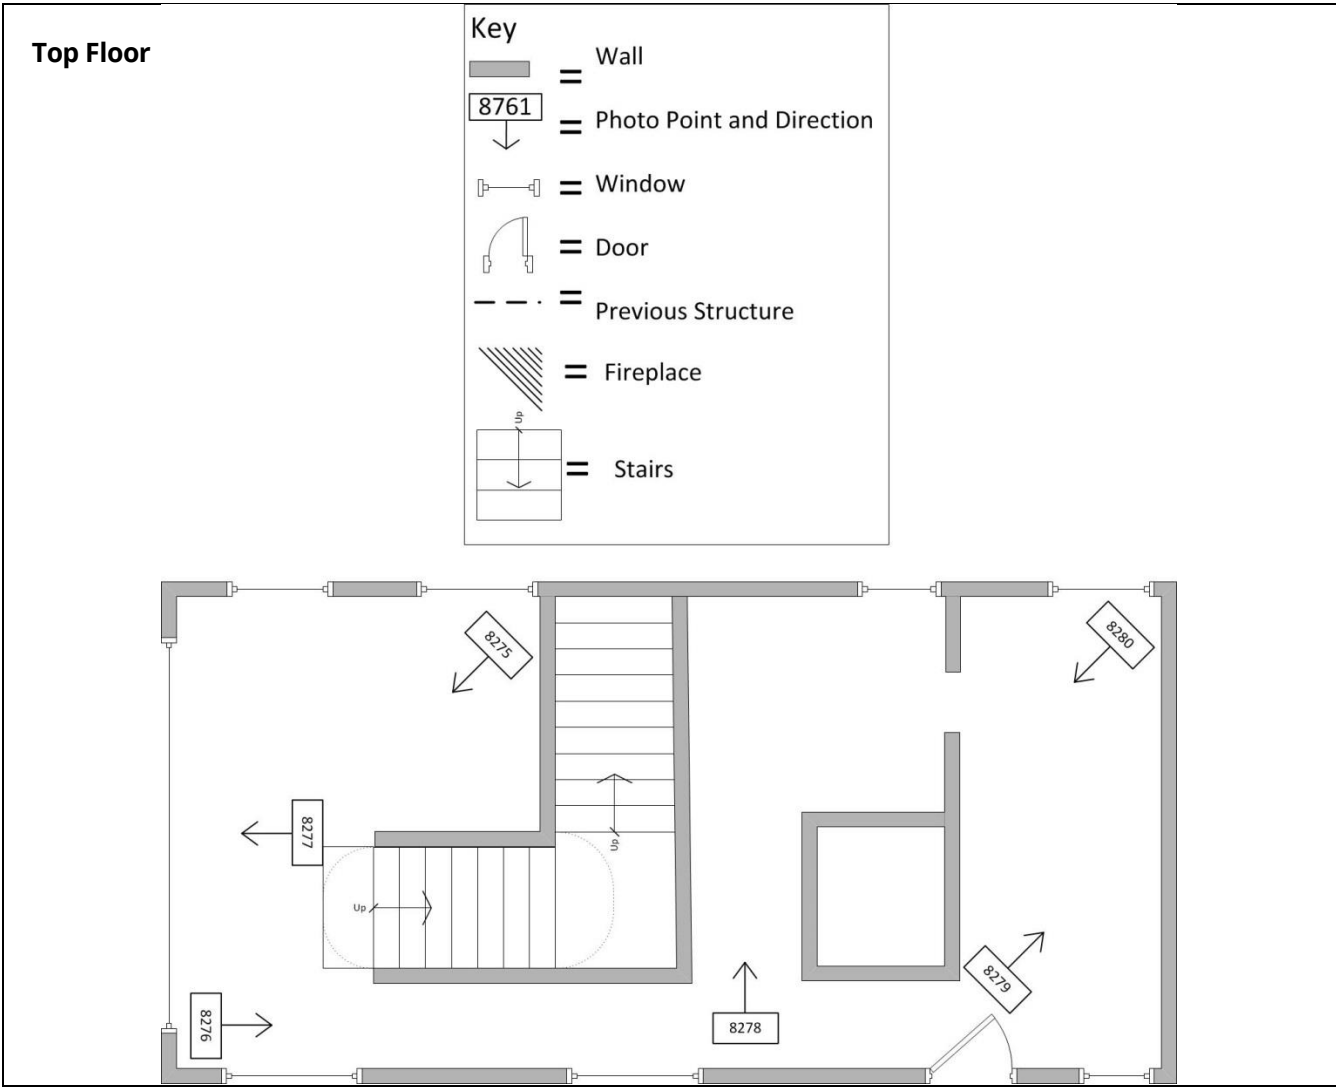 Top Floor
Key
= Wall
8761
= Photo Point and Direction
= Window
= Door
= Previous Structure
= Fireplace
Up
= Stairs
8275
8280
8277
Up
Up
8279
8276
8278